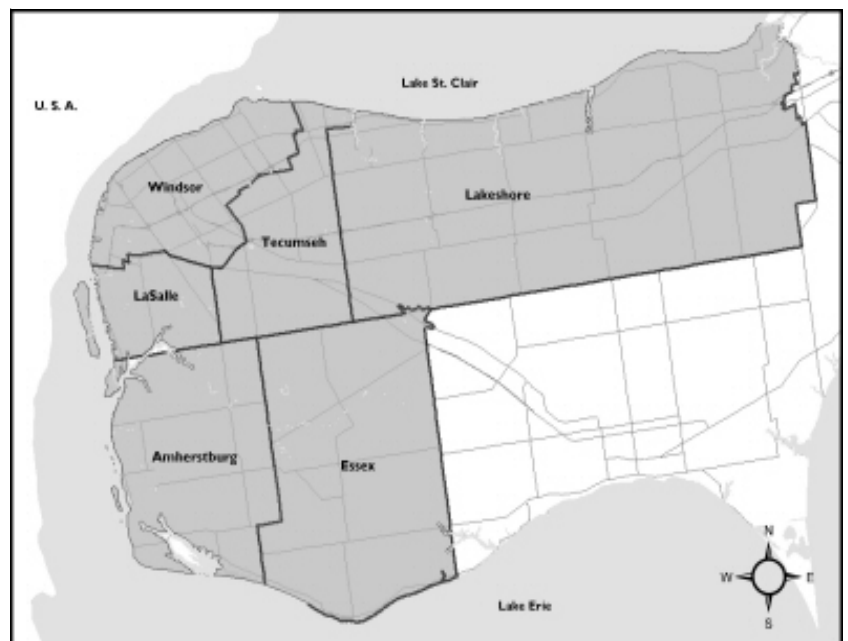 Lake St. Clair
U. S. A.
Windsor
Lakeshore
Tecumseh
LaSalle
Amherstburg
Essex
N
W
E
S
Lake Erie